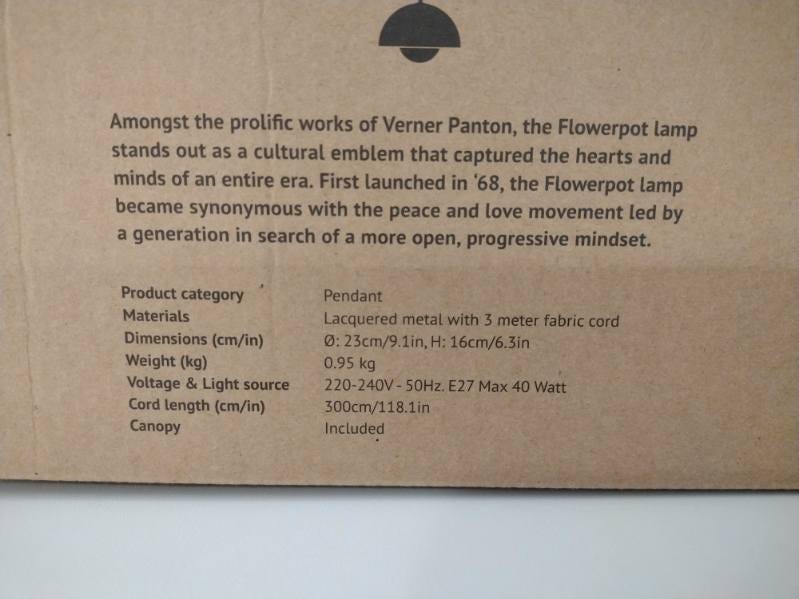 Amongst the prolific works of Verner Panton, the Flowerpot lamp
stands out as a cultural emblem that captured the hearts and
minds of an entire era. First launched in ‘68, the Flowerpot lamp
became synonymous with the peace and love movement led by
a generation in search of a more open, progressive mindset.
Product category Pendant
Materials Lacquered metal with 3 meter fabric cord
Dimensions (cm/in) Ø: 23cm/9.1in, H: 16cm/6.3in
Weight (kg) 0.95 kg
Voltage & Light source 220-240V - 50Hz. E27 Max 40 Watt
Cord length (cm/in) 300cm/118.1in
Canopy Included